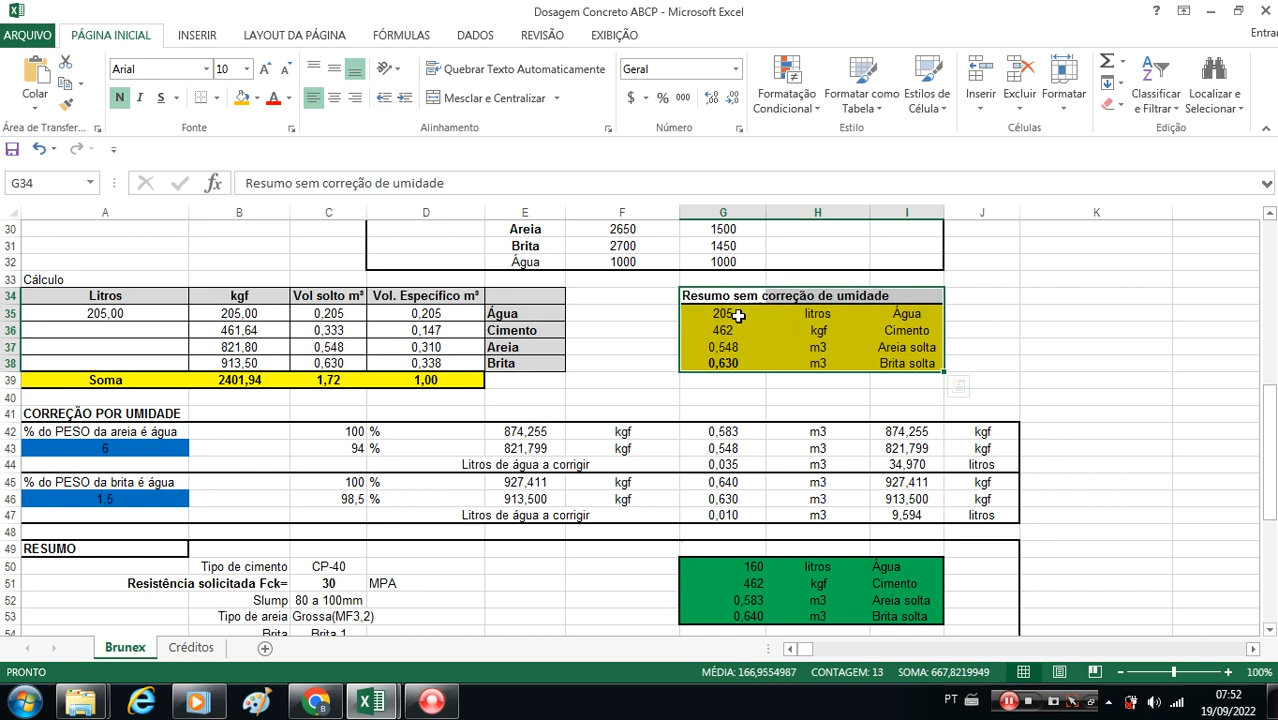 Dosagem Concreto ABCP - Microsoft Excel
ARQUIVO PÁGINA INICIAL INSERIR LAYOUT DA PÁGINA FÓRMULAS DADOS REVISÃO EXIBIÇÃO Entrar
Colar Arial 10 Quebrar Texto Automaticamente Geral
N I S Mesclar e Centralizar $ % 000
Formatação Condicional Formatar como Tabela Estilos de Célula Inserir Excluir Formatar Classificar e Filtrar Localizar e Selecionar
Área de Transfer... Fonte Alinhamento Número Estilo Células Edição
G34 fx Resumo sem correção de umidade
A B C D E F G H I J K
30 Areia 2650 1500
31 Brita 2700 1450
32 Água 1000 1000
33 Cálculo
34 Litros kgf Vol solto m³ Vol. Específico m³ Resumo sem correção de umidade
35 205,00 205,00 0,205 0,205 Água 205 litros Água
36 461,64 0,333 0,147 Cimento 462 kgf Cimento
37 821,80 0,548 0,310 Areia 0,548 m3 Areia solta
38 913,50 0,630 0,338 Brita 0,630 m3 Brita solta
39 Soma 2401,94 1,72 1,00
40
41 CORREÇÃO POR UMIDADE
42 % do PESO da areia é água 100 % 874,255 kgf 0,583 m3 874,255 kgf
43 6 94 % 821,799 kgf 0,548 m3 821,799 kgf
44 Litros de água a corrigir 0,035 m3 34,970 litros
45 % do PESO da brita é água 100 % 927,411 kgf 0,640 m3 927,411 kgf
46 1,5 98,5 % 913,500 kgf 0,630 m3 913,500 kgf
47 Litros de água a corrigir 0,010 m3 9,594 litros
48
49 RESUMO
50 Tipo de cimento CP-40 160 litros Água
51 Resistência solicitada Fck= 30 MPA 462 kgf Cimento
52 Slump 80 a 100mm 0,583 m3 Areia solta
53 Tipo de areia Grossa(MF3,2) 0,640 m3 Brita solta
54 Brita Brita 1
Brunex Créditos
PRONTO MÉDIA: 166,9554987 CONTAGEM: 13 SOMA: 667,8219949 100%
PT 07:52
19/09/2022